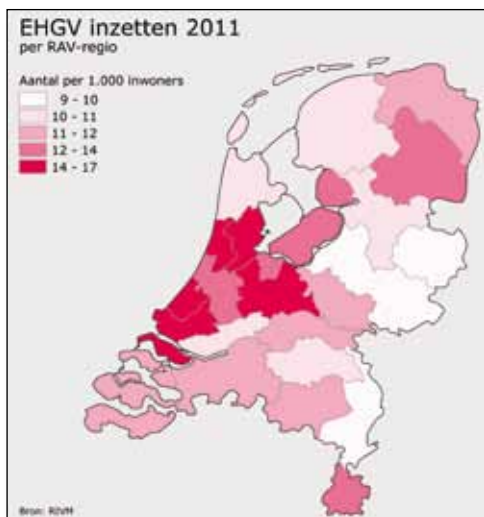 EHGV inzetten 2011
per RAV-regio
Aantal per 1.000 inwoners
9 - 10
10 - 11
11 - 12
12 - 14
14 - 17
Bron: RIVM